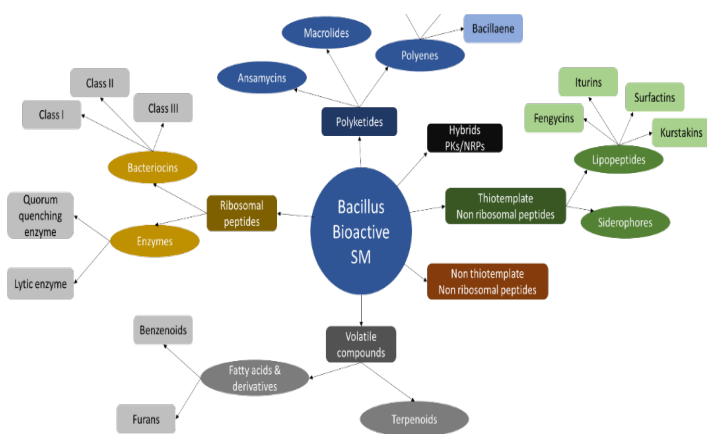 Macrolides
Bacillaene
Polyenes
Ansamycins
Class II
Class I
Class III
Iturins
Surfactins
Fengycins
Kurstakins
Polyketides
Hybrids
PKs/NRPs
Lipopeptides
Bacteriocins
Quorum
quenching
enzyme
Ribosomal
peptides
Bacillus
Bioactive
SM
Thiotemplate
Non ribosomal peptides
Siderophores
Enzymes
Lytic enzyme
Non thiotemplate
Non ribosomal peptides
Benzenoids
Volatile
compounds
Fatty acids &
derivatives
Furans
Terpenoids